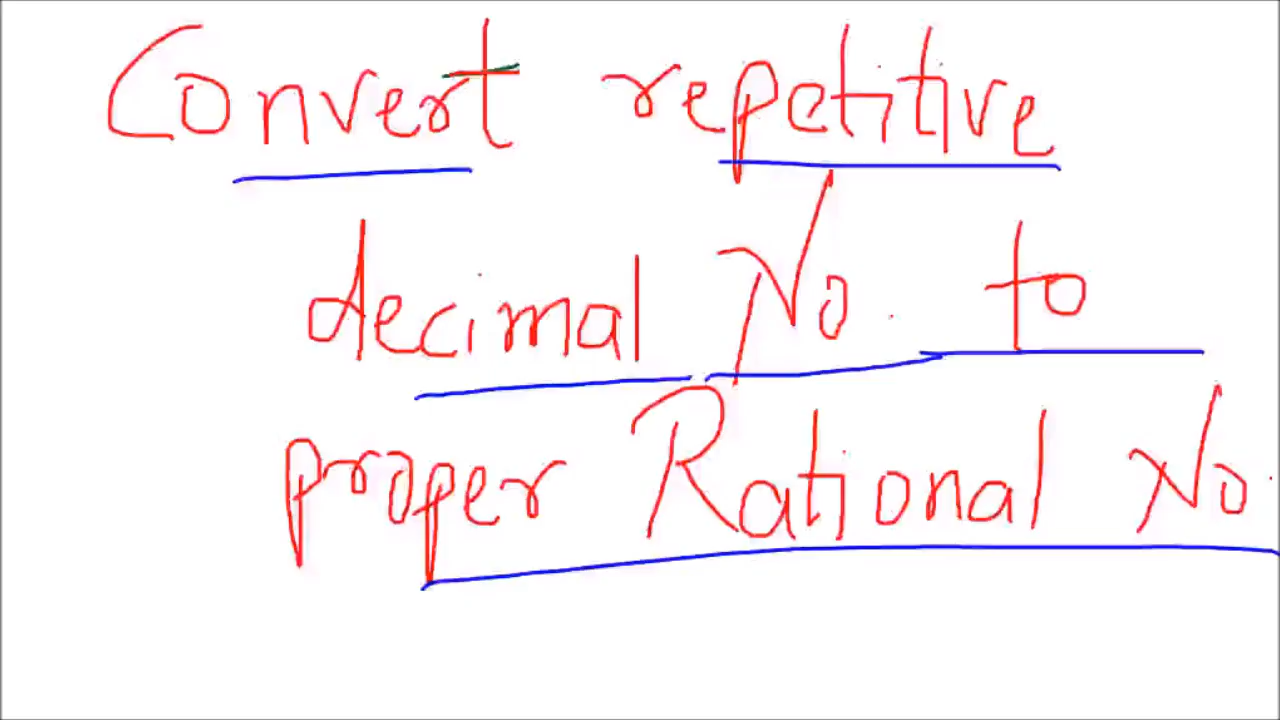 Convert repetitive
decimal No. to
proper Rational No.